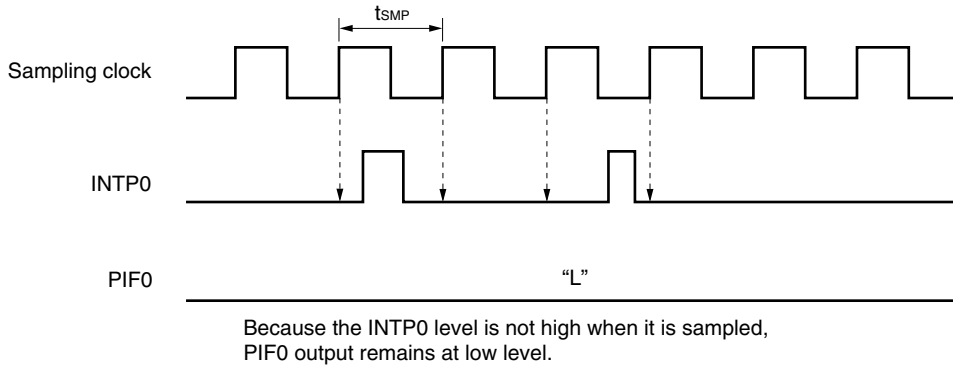 tSMP
Sampling clock
INTP0
PIF0
“L”
Because the INTP0 level is not high when it is sampled,
PIF0 output remains at low level.